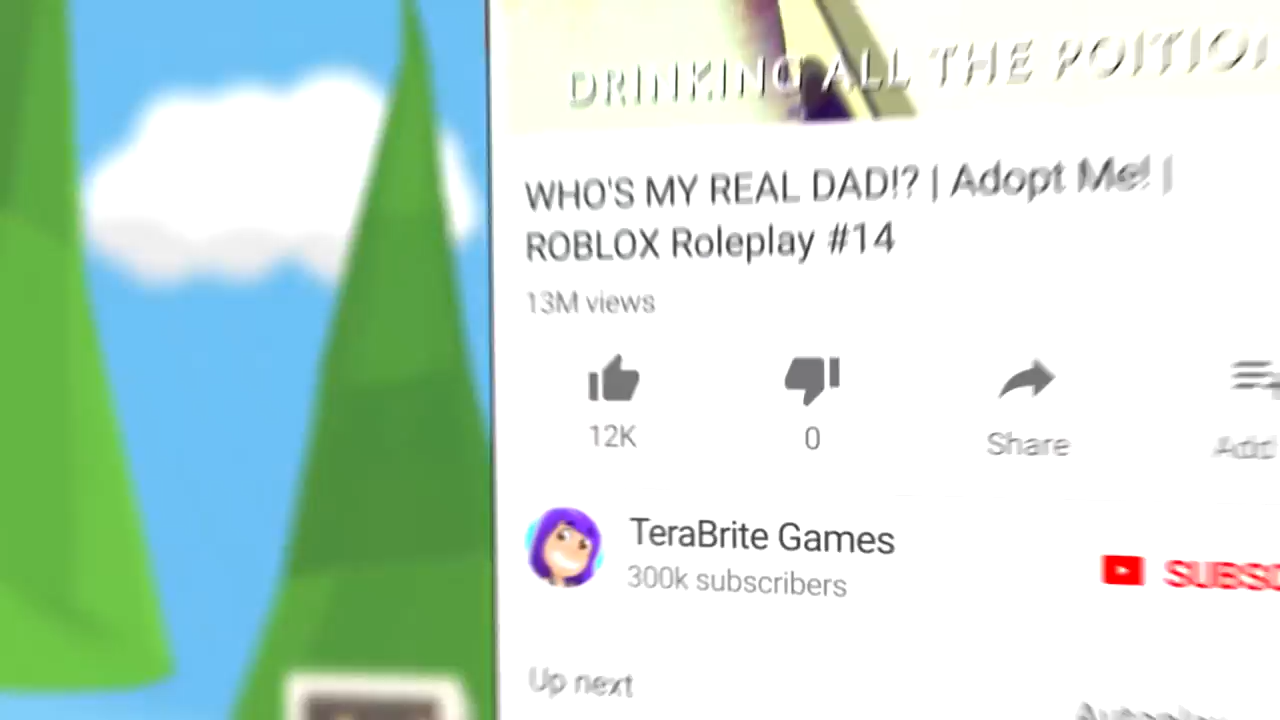 DRINKING ALL THE
WHO'S MY REAL DAD!? | Adopt Me! |
ROBLOX Roleplay #14
13M views
12K
0
Share
Add
TeraBrite Games
300k subscribers
Up next